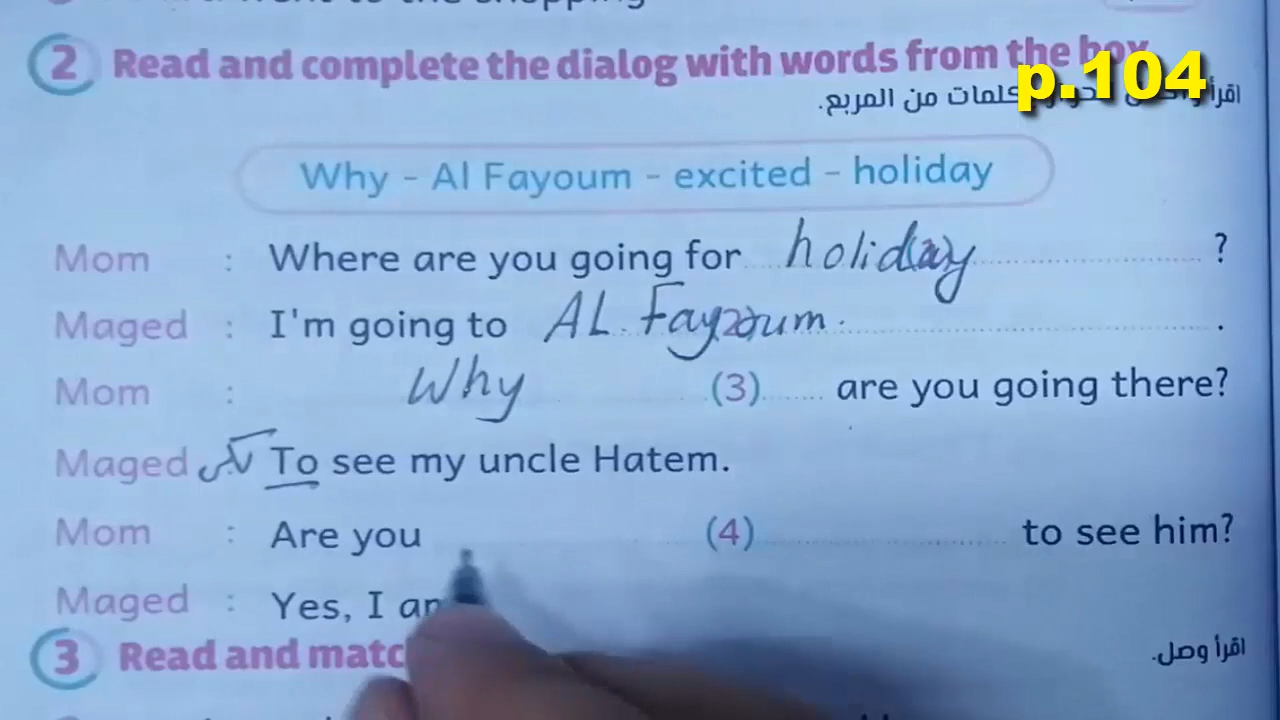 2 Read and complete the dialog with words from the box
p.104
كلمات من المربع.
Why - Al Fayoum - excited - holiday
Mom : Where are you going for holiday ?
Maged : I'm going to AL Fayoum .
Mom : Why (3) are you going there?
Maged : To see my uncle Hatem.
Mom : Are you (4) to see him?
Maged : Yes, I am
3 Read and matc
اقرأ وصل.